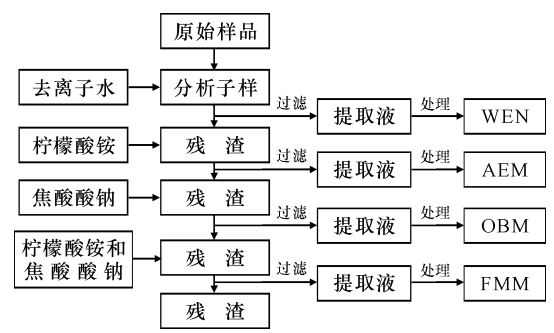 原始样品
去离子水
分析子样
过滤
提取液
处理
WEN
柠檬酸铵
残 渣
过滤
提取液
处理
AEM
焦酸酸钠
残 渣
过滤
提取液
处理
OBM
柠檬酸铵和
焦酸酸钠
残 渣
过滤
提取液
处理
FMM
残 渣